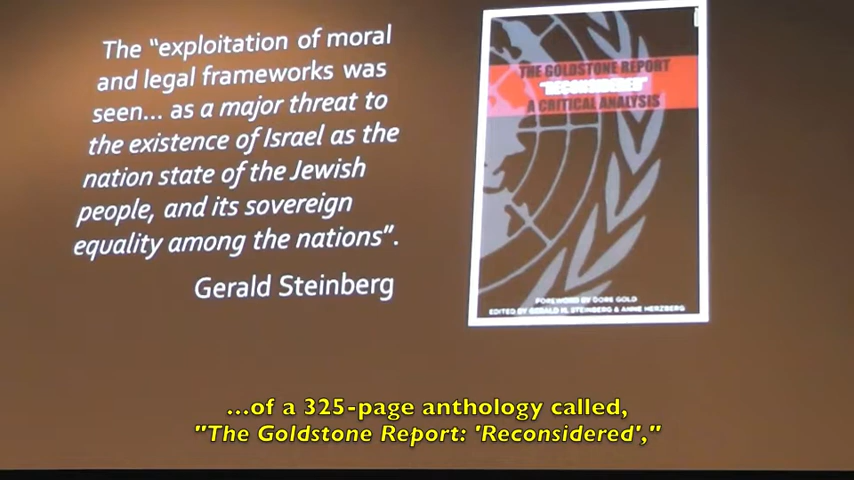 The “exploitation of moral
and legal frameworks was
seen... as a major threat to
the existence of Israel as the
nation state of the Jewish
people, and its sovereign
equality among the nations”.
Gerald Steinberg
THE GOLDSTONE REPORT
"RECONSIDERED"
A CRITICAL ANALYSIS
FOREWORD BY DORE GOLD
EDITED BY GERALD M. STEINBERG & ANNE HERZBERG
...of a 325-page anthology called,
"The Goldstone Report: 'Reconsidered',"